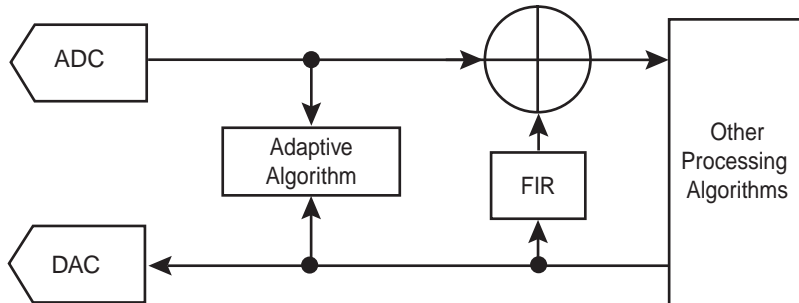 ADC
Adaptive
Algorithm
FIR
Other
Processing
Algorithms
DAC